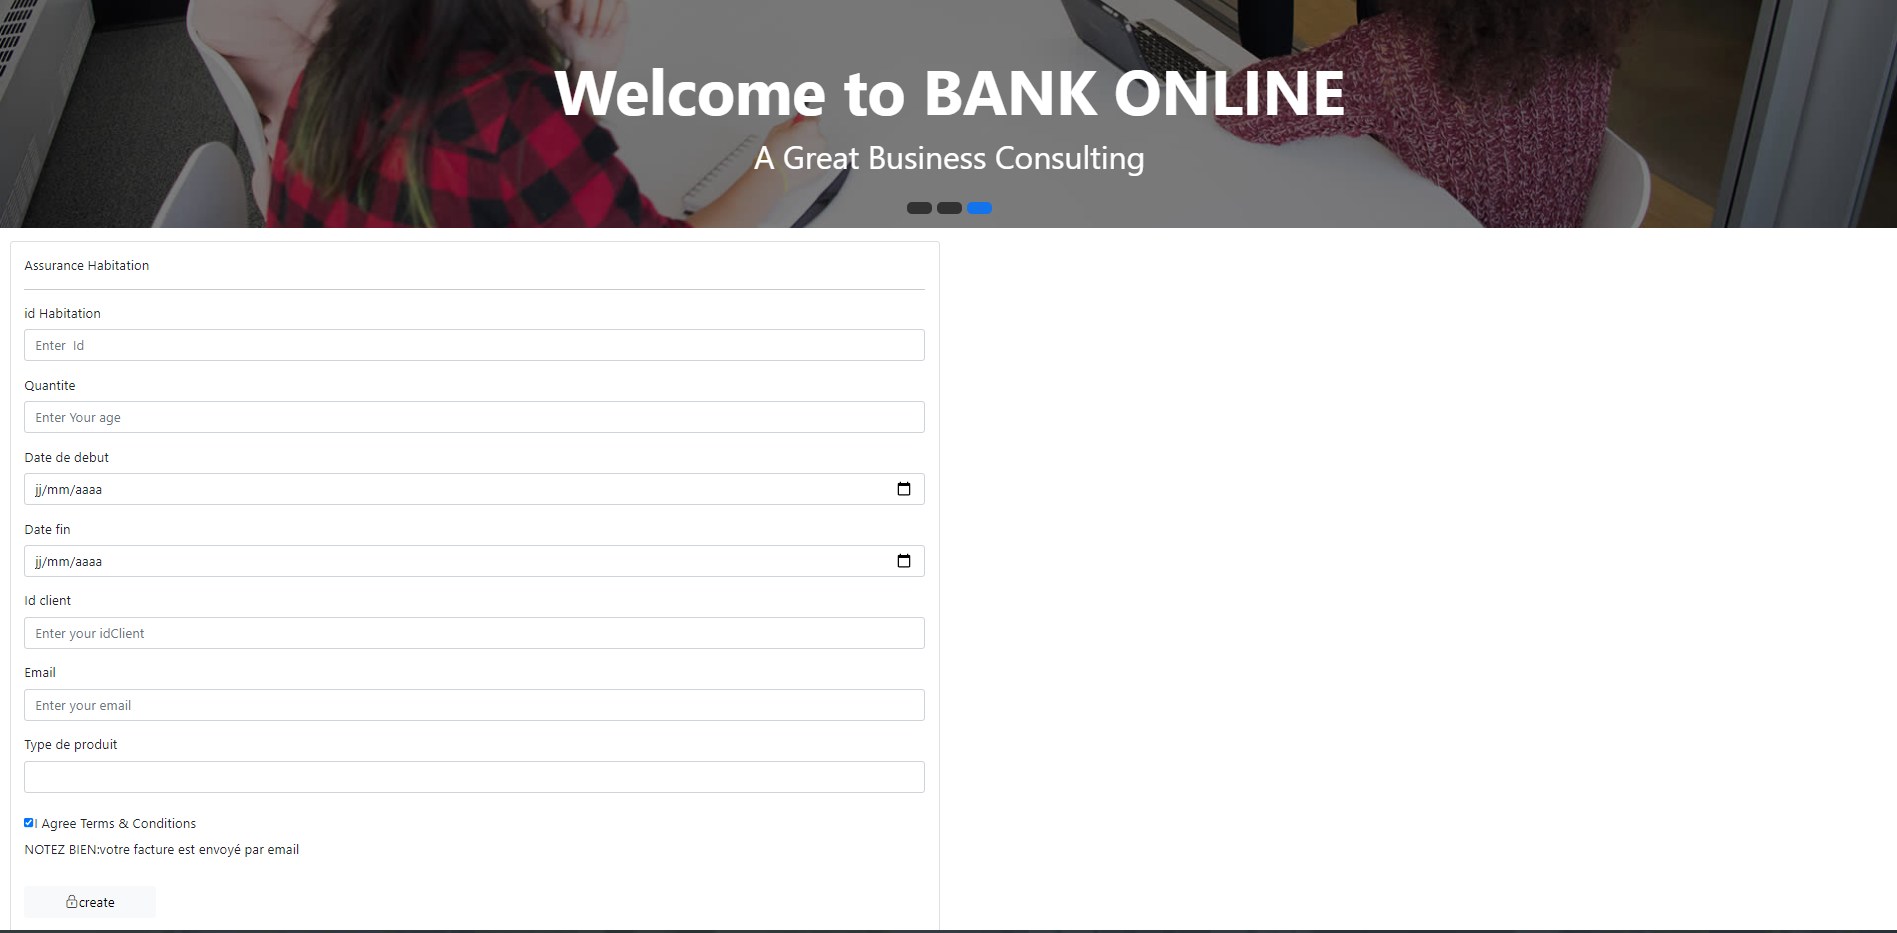 Welcome to BANK ONLINE
A Great Business Consulting
Assurance Habitation
id Habitation
Enter  Id
Quantite
Enter Your age
Date de debut
jj/mm/aaaa
Date fin
jj/mm/aaaa
Id client
Enter your idClient
Email
Enter your email
Type de produit
I Agree Terms & Conditions
NOTEZ BIEN:votre facture est envoyé par email
create